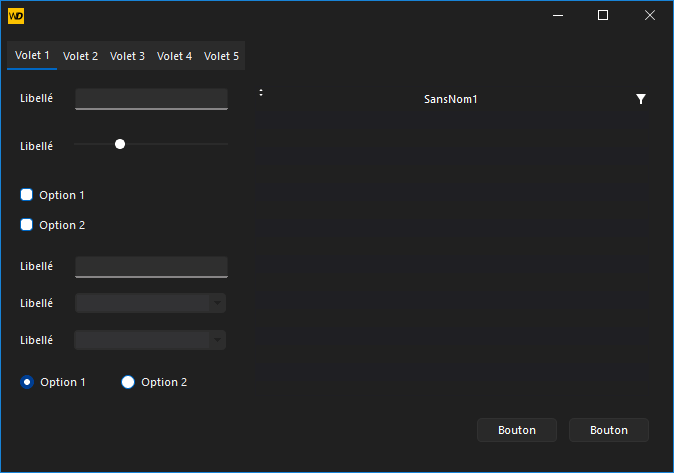 WD
Volet 1 Volet 2 Volet 3 Volet 4 Volet 5
Libellé
SansNom1
Libellé
Option 1
Option 2
Libellé
Libellé
Libellé
Option 1 Option 2
Bouton Bouton